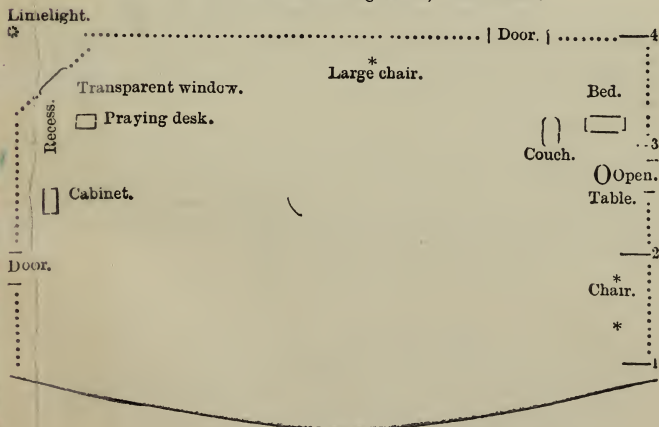 Limelight.
Door. 4
Large chair.
Transparent window.
Bed.
Recess.
Praying desk.
Couch.
3
Open.
Cabinet.
Table.
2
Door.
Chair.
1